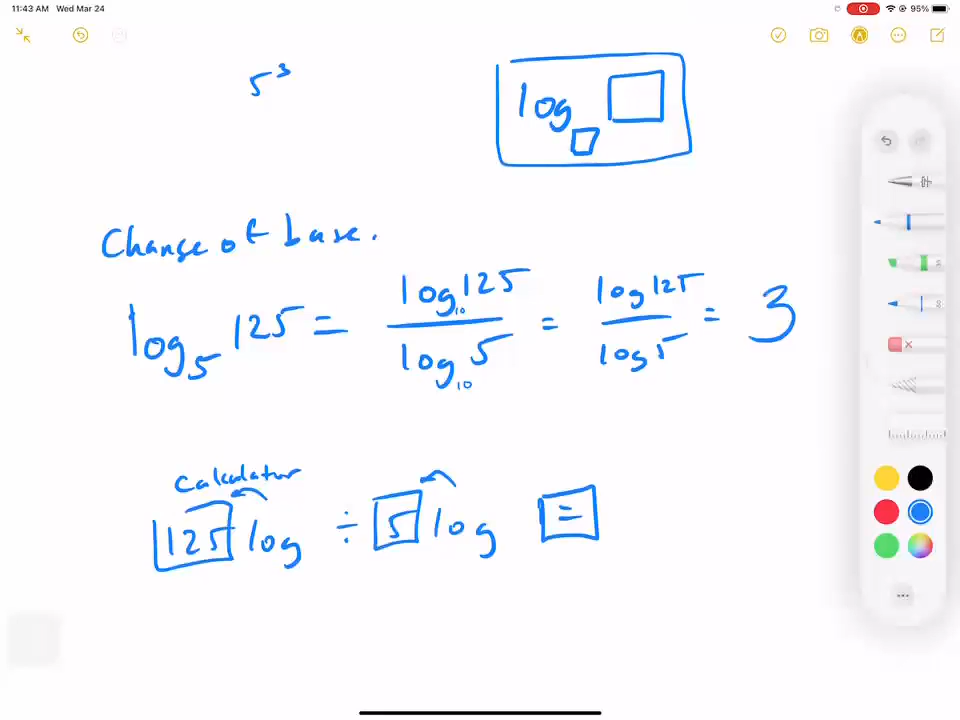 11:43 AM Wed Mar 24
95%
5³
log □ □
Change of base.
log₅ 125 = log₁₀ 125 / log₁₀ 5 = log 125 / log 5 = 3
Calculator
125 log ÷ 5 log =